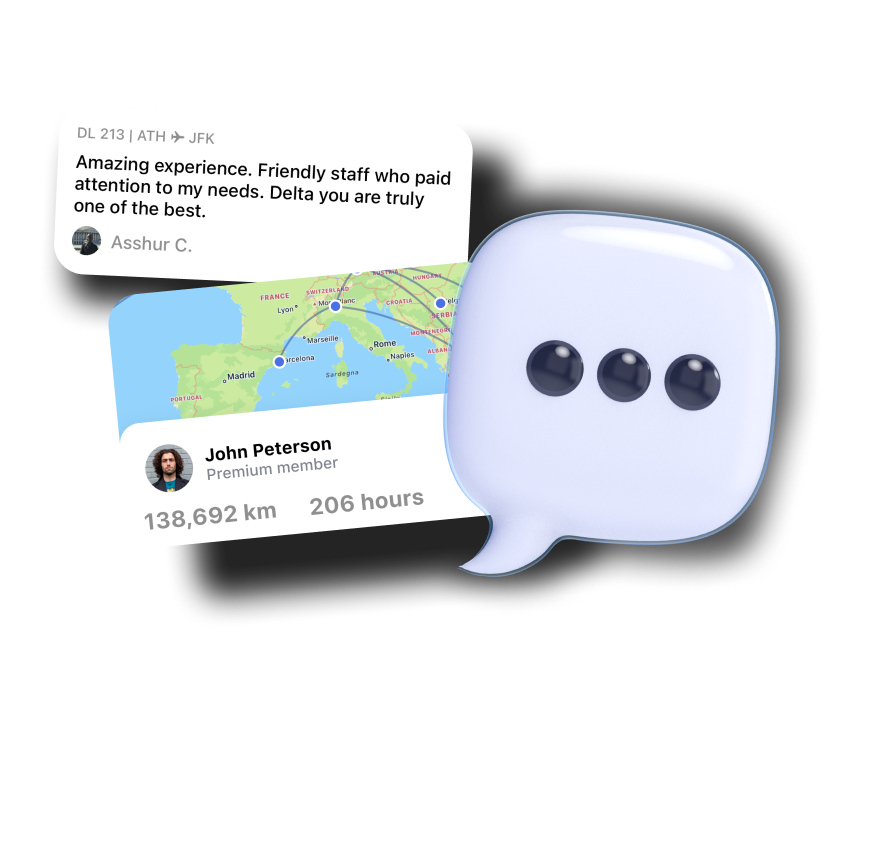 DL 213 | ATH ✈ JFK
Amazing experience. Friendly staff who paid
attention to my needs. Delta you are truly
one of the best.
Asshur C.
AUSTRIA
HUNGARY
SWITZERLAND
FRANCE
Lyon
CROATIA
SERBIA
MONTENEGRO
Marseille
Rome
Naples
Madrid
Sardegna
PORTUGAL
John Peterson
Premium member
138,692 km
206 hours